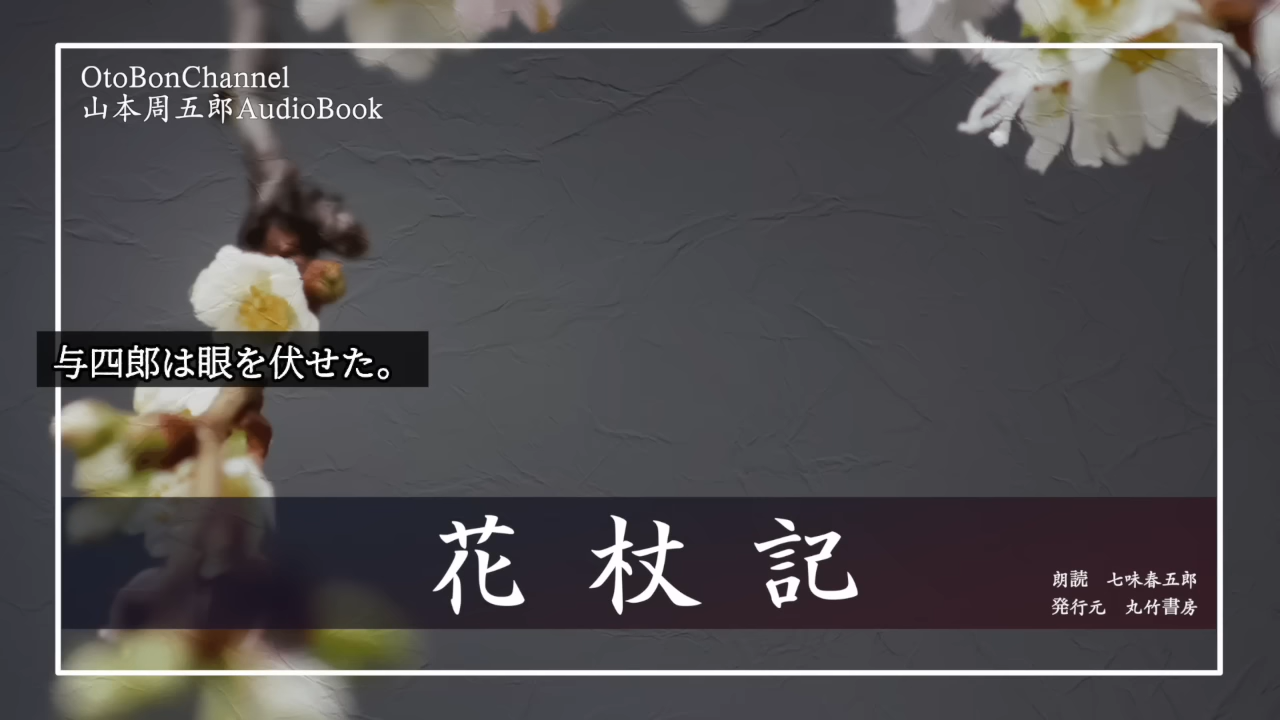 OtoBonChannel
山本周五郎AudioBook
与四郎は眼を伏せた。
花杖記
朗読　七味春五郎
発行元　丸竹書房